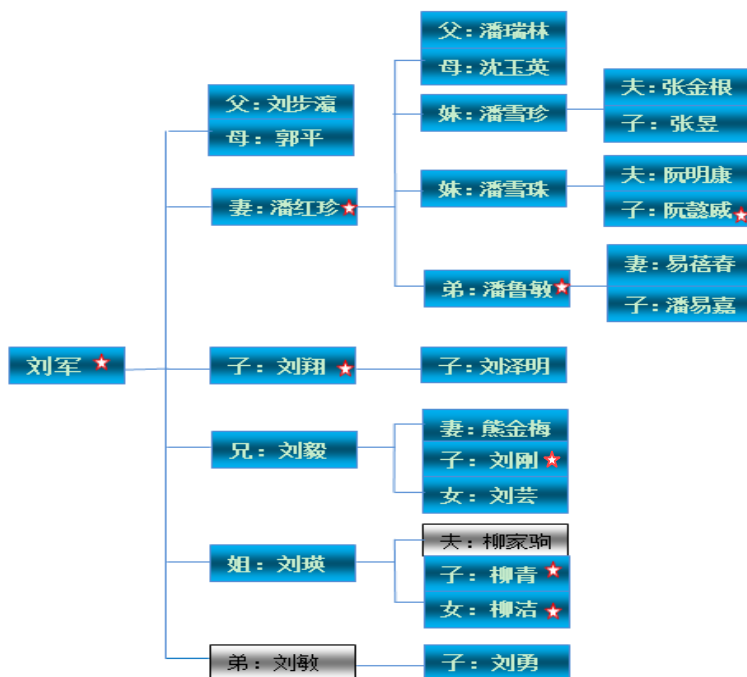 刘军
父：刘步瀛
母：郭平
妻：潘红珍
父：潘瑞林
母：沈玉英
妹：潘雪珍
夫：张金根
子：张昱
妹：潘雪珠
夫：阮明康
子：阮懿威
弟：潘鲁敏
妻：易蓓春
子：潘易嘉
子：刘翔
子：刘泽明
兄：刘毅
妻：熊金梅
子：刘刚
女：刘芸
姐：刘瑛
夫：柳家驹
子：柳青
女：柳洁
弟：刘敏
子：刘勇